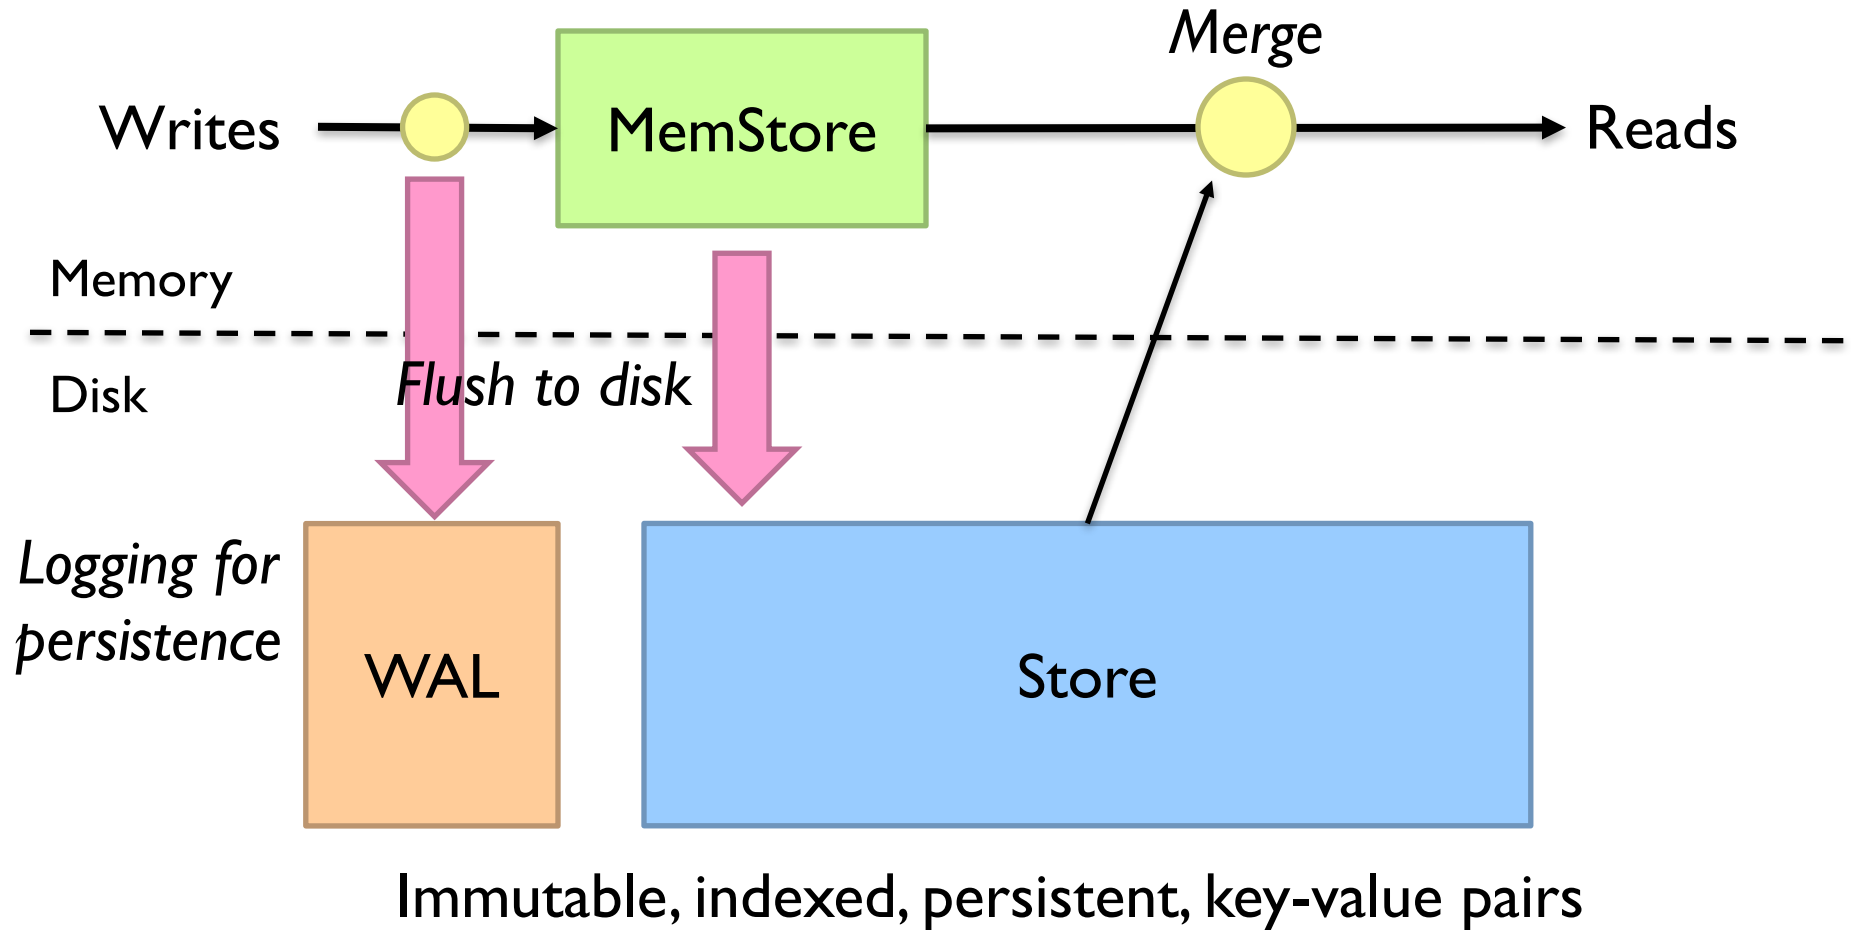 Merge
Writes
MemStore
Reads
Memory
Disk
Flush to disk
Logging for
persistence
WAL
Store
Immutable, indexed, persistent, key-value pairs